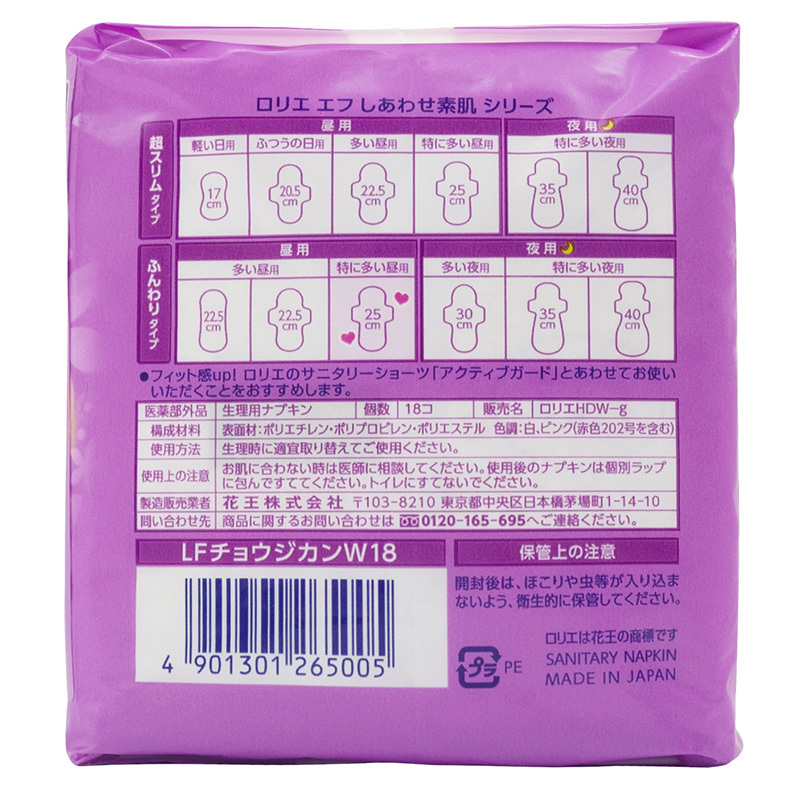 ロリエ エフ しあわせ素肌 シリーズ
超スリムタイプ
昼用 夜用
軽い日用 ふつうの日用 多い昼用 特に多い昼用 特に多い夜用
17cm 20.5cm 22.5cm 25cm 35cm 40cm
ふんわりタイプ
昼用 夜用
多い昼用 特に多い昼用 多い夜用 特に多い夜用
22.5cm 22.5cm 25cm 30cm 35cm 40cm
●フィット感up! ロリエのサニタリーショーツ「アクティブガード」とあわせてお使い
いただくことをおすすめします。
医薬部外品 生理用ナプキン 個数 18コ 販売名 ロリエHDW-g
構成材料 表面材:ポリエチレン・ポリプロピレン・ポリエステル 色調:白、ピンク(赤色202号を含む)
使用方法 生理時に適宜取り替えてご使用ください。
使用上の注意 お肌に合わない時は医師に相談してください。使用後のナプキンは個別ラップ
に包んですててください。トイレにすてないでください。
製造販売業者 花王株式会社 〒103-8210 東京都中央区日本橋茅場町1-14-10
問い合わせ先 商品に関するお問い合わせは 0120-165-695へご連絡ください。
LFチョウジカンW18
保管上の注意
開封後は、ほこりや虫等が入り込ま
ないよう、衛生的に保管してください。
4 901301 265005
プラ PE
ロリエは花王の商標です
SANITARY NAPKIN
MADE IN JAPAN